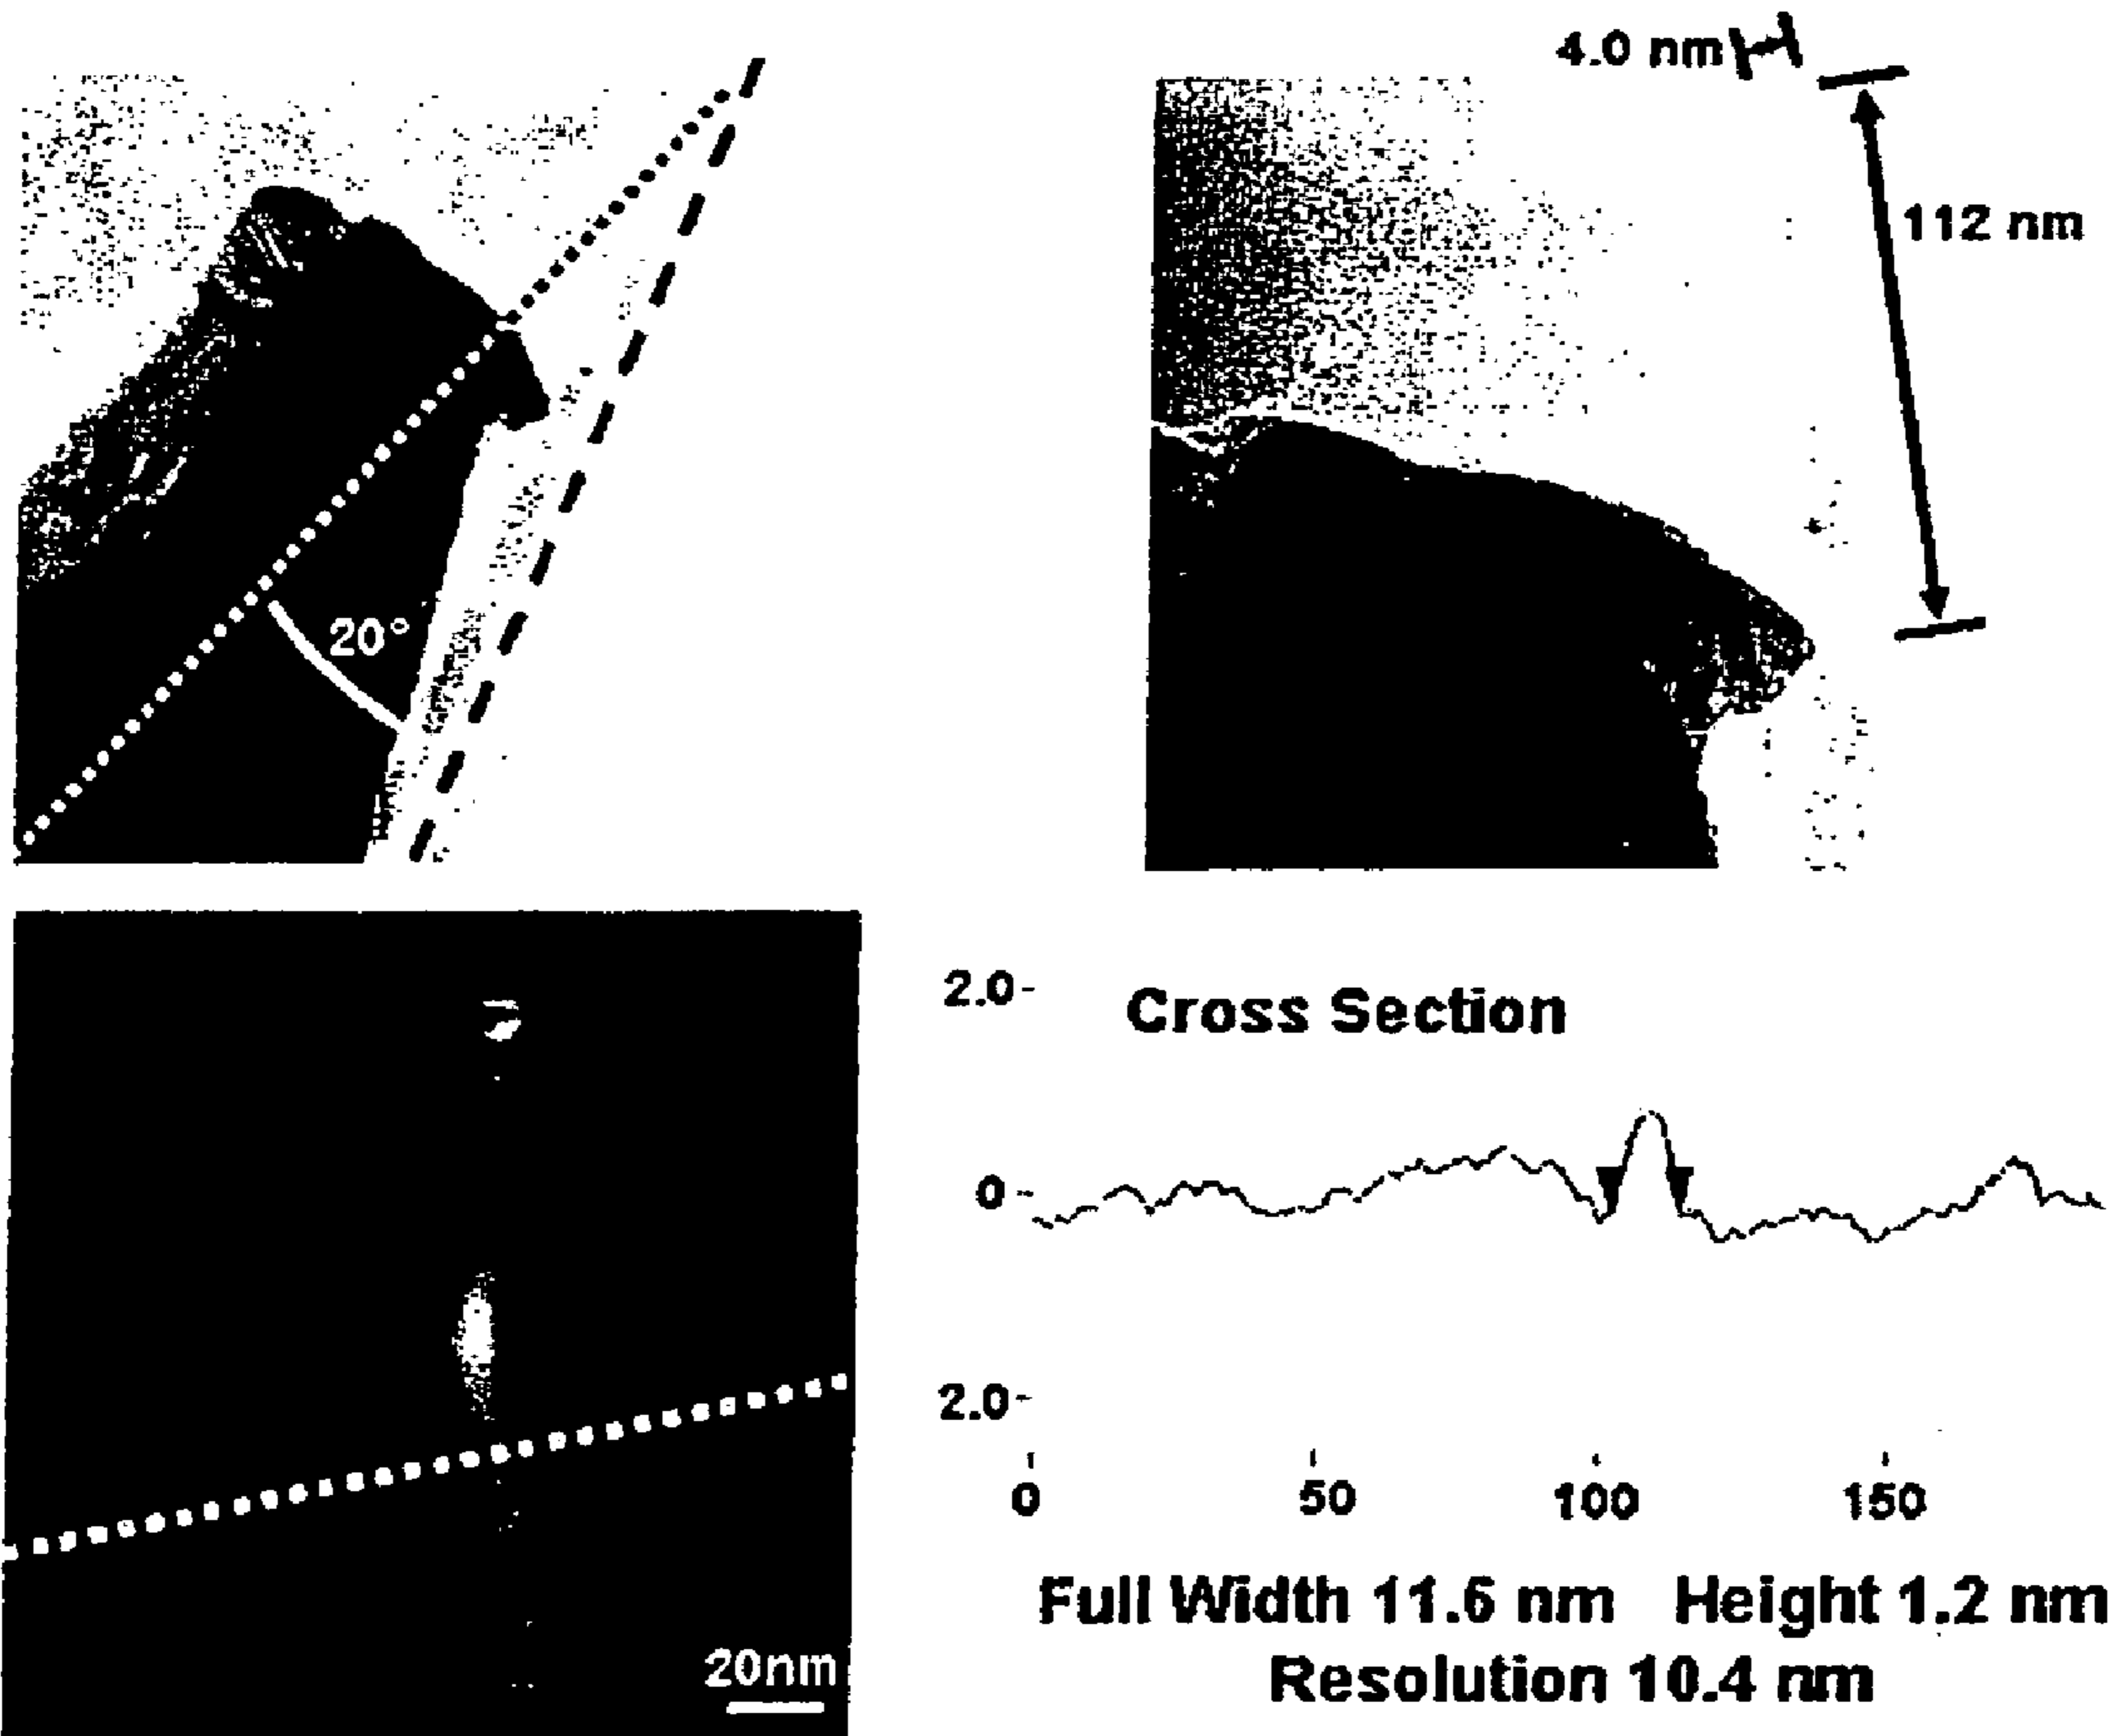 4.0 nm
112 nm
20°
2.0-
Cross Section
0-
2.0-
0 50 100 150
Full Width 11.6 nm Height 1.2 nm
Resolution 10.4 nm
20nm